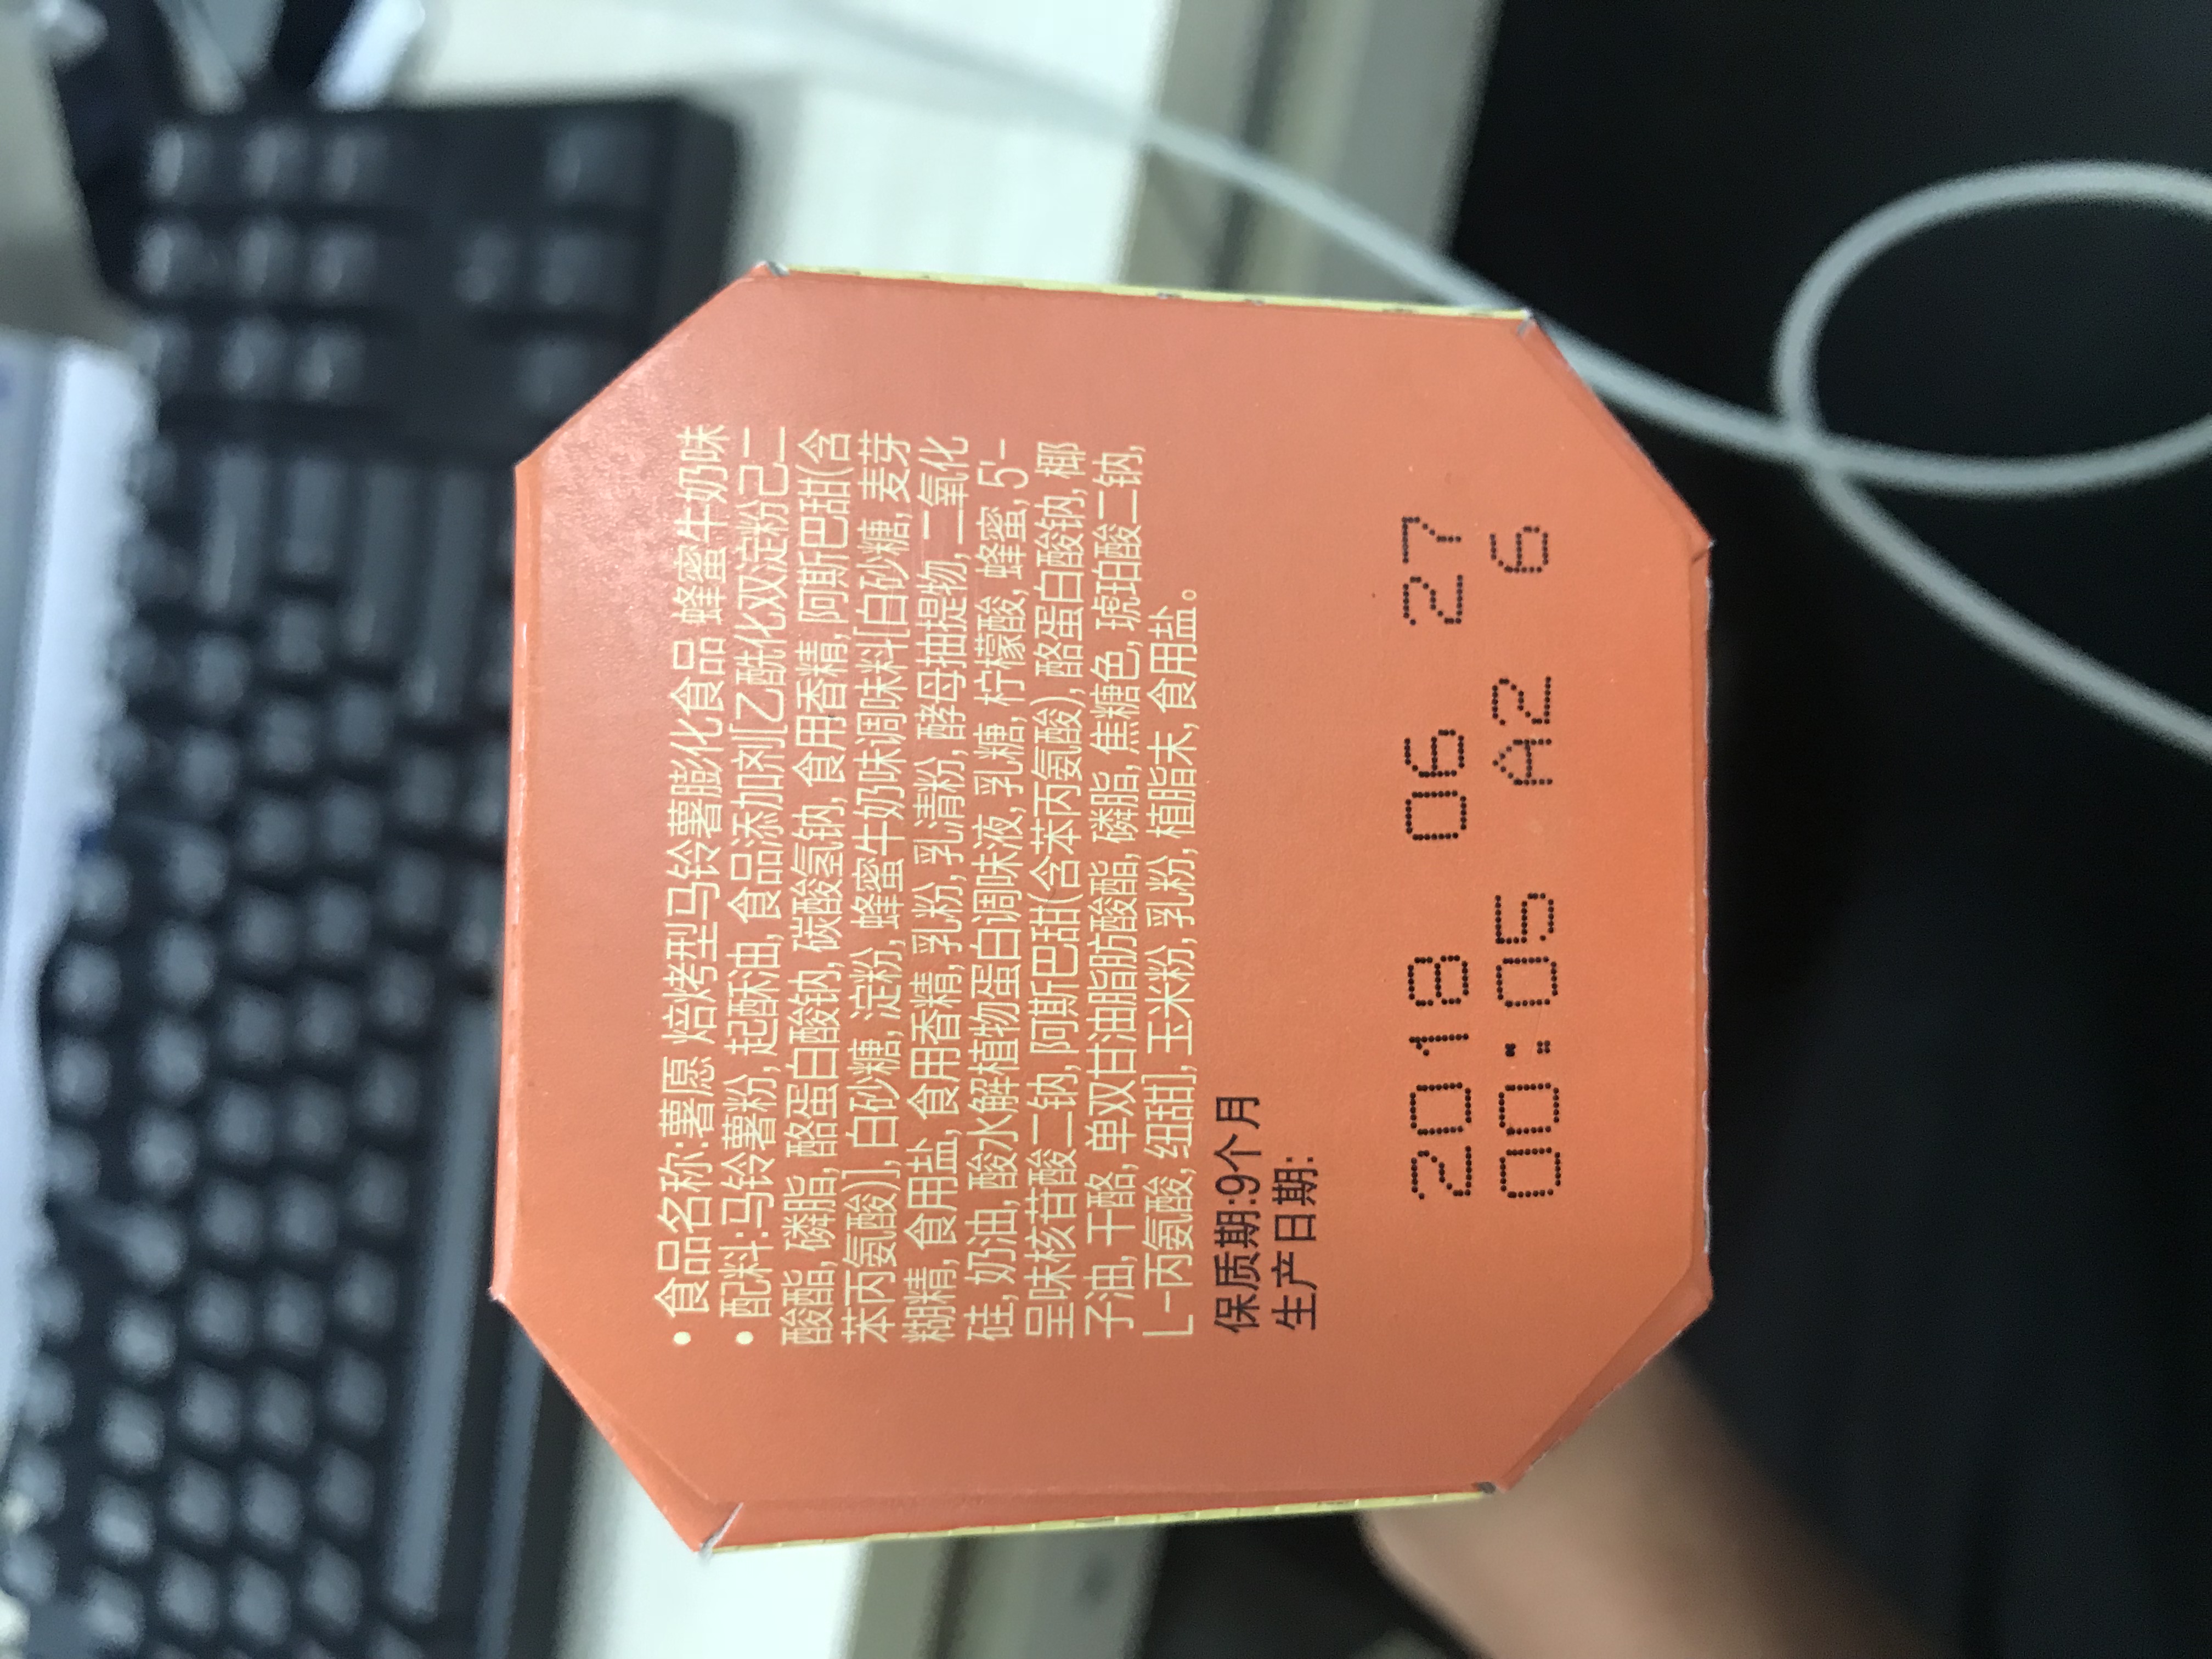 • 食品名称:薯愿 焙烤型马铃薯膨化食品 蜂蜜牛奶味
• 配料:马铃薯粉, 起酥油, 食品添加剂[乙酰化双淀粉己二
酸酯, 磷脂, 酪蛋白酸钠, 碳酸氢钠, 食用香精, 阿斯巴甜(含
苯丙氨酸)], 白砂糖, 淀粉, 蜂蜜牛奶味调味料[白砂糖, 麦芽
糊精, 食用盐, 食用香精, 乳粉, 乳清粉, 酵母抽提物, 二氧化
硅, 奶油, 酸水解植物蛋白调味液, 乳糖, 柠檬酸, 蜂蜜, 5'-
呈味核苷酸二钠, 阿斯巴甜(含苯丙氨酸), 酪蛋白酸钠, 椰
子油, 干酪, 单双甘油脂肪酸酯, 磷脂, 焦糖色, 琥珀酸二钠,
L-丙氨酸, 纽甜], 玉米粉, 乳粉, 植脂末, 食用盐。
保质期:9个月
生产日期:
2018 06 27
00:05 A2 6